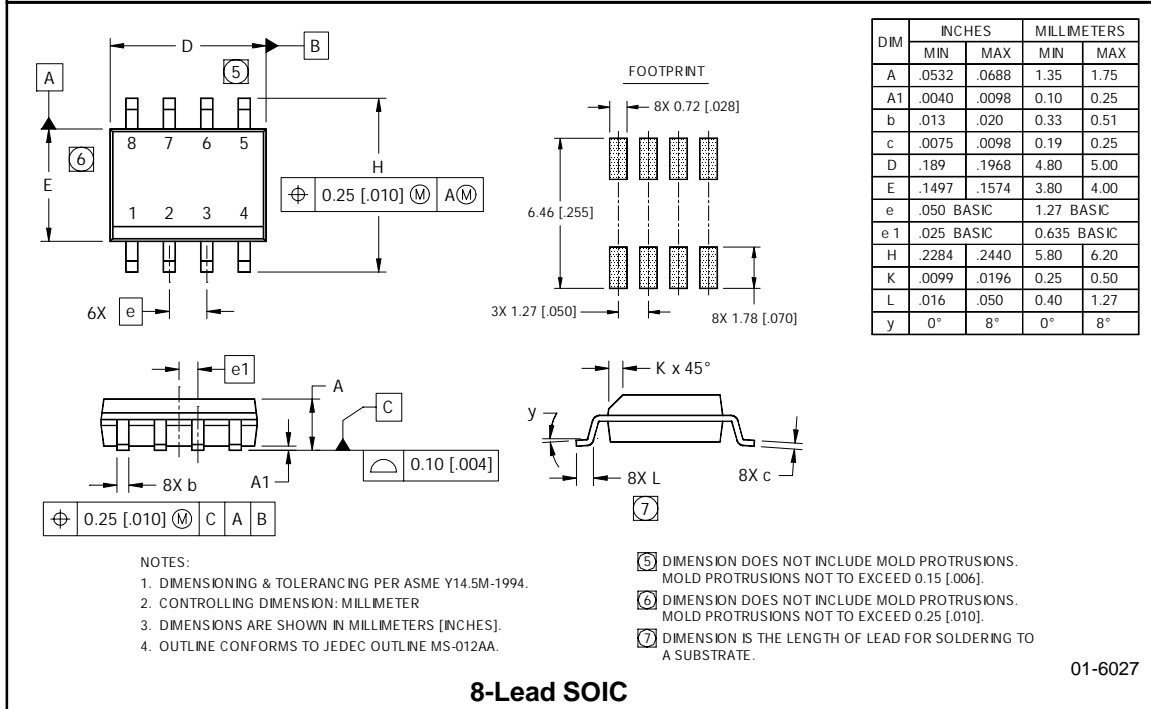 D
B
A
5
8 7 6 5
6
E
H
⌖ 0.25 [.010] Ⓜ AⓂ
1 2 3 4
6X e
FOOTPRINT
8X 0.72 [.028]
6.46 [.255]
3X 1.27 [.050]
8X 1.78 [.070]
DIM INCHES MILLIMETERS
MIN MAX MIN MAX
A .0532 .0688 1.35 1.75
A1 .0040 .0098 0.10 0.25
b .013 .020 0.33 0.51
c .0075 .0098 0.19 0.25
D .189 .1968 4.80 5.00
E .1497 .1574 3.80 4.00
e .050 BASIC 1.27 BASIC
e 1 .025 BASIC 0.635 BASIC
H .2284 .2440 5.80 6.20
K .0099 .0196 0.25 0.50
L .016 .050 0.40 1.27
y 0° 8° 0° 8°
e1
A
C
0.10 [.004]
A1
8X b
⌖ 0.25 [.010] Ⓜ C A B
K x 45°
y
8X L
7
8X c
NOTES:
1. DIMENSIONING & TOLERANCING PER ASME Y14.5M-1994.
2. CONTROLLING DIMENSION: MILLIMETER
3. DIMENSIONS ARE SHOWN IN MILLIMETERS [INCHES].
4. OUTLINE CONFORMS TO JEDEC OUTLINE MS-012AA.
5 DIMENSION DOES NOT INCLUDE MOLD PROTRUSIONS.
MOLD PROTRUSIONS NOT TO EXCEED 0.15 [.006].
6 DIMENSION DOES NOT INCLUDE MOLD PROTRUSIONS.
MOLD PROTRUSIONS NOT TO EXCEED 0.25 [.010].
7 DIMENSION IS THE LENGTH OF LEAD FOR SOLDERING TO
A SUBSTRATE.
01-6027
8-Lead SOIC